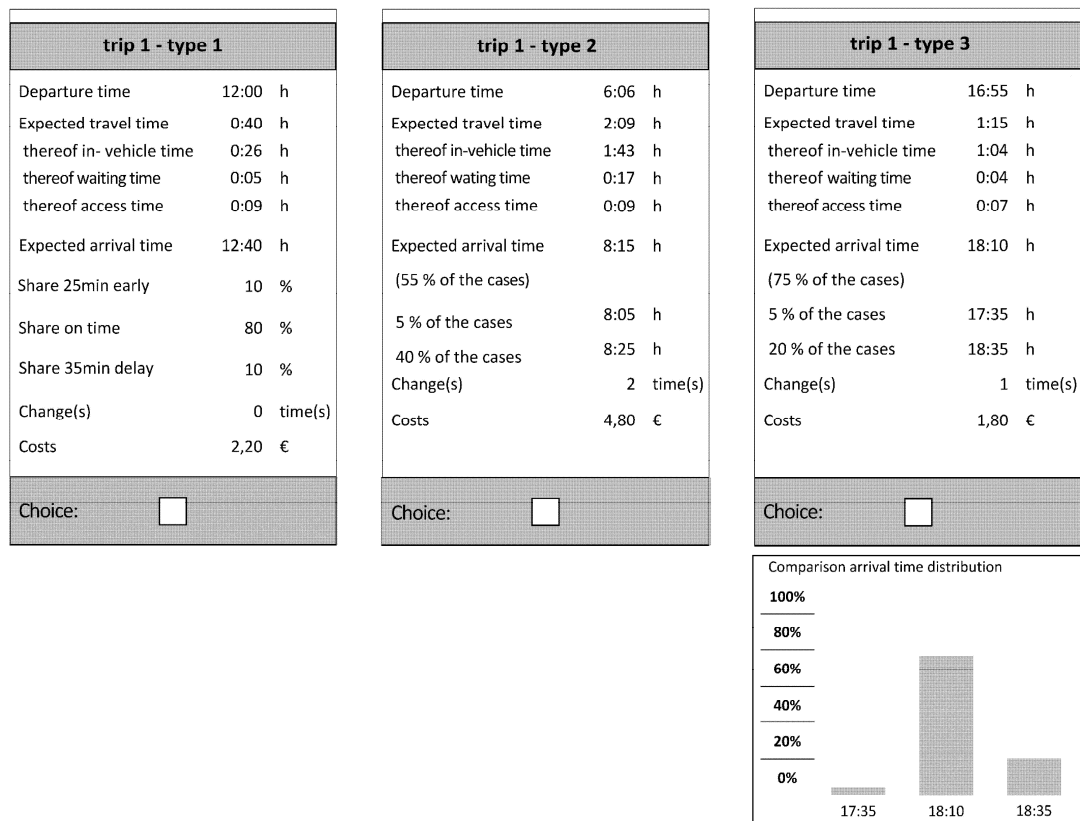 trip 1 - type 1
Departure time 12:00 h
Expected travel time 0:40 h
thereof in- vehicle time 0:26 h
thereof waiting time 0:05 h
thereof access time 0:09 h
Expected arrival time 12:40 h
Share 25min early 10 %
Share on time 80 %
Share 35min delay 10 %
Change(s) 0 time(s)
Costs 2,20 €
Choice:
trip 1 - type 2
Departure time 6:06 h
Expected travel time 2:09 h
thereof in-vehicle time 1:43 h
thereof wating time 0:17 h
thereof access time 0:09 h
Expected arrival time 8:15 h
(55 % of the cases)
5 % of the cases 8:05 h
40 % of the cases 8:25 h
Change(s) 2 time(s)
Costs 4,80 €
Choice:
trip 1 - type 3
Departure time 16:55 h
Expected travel time 1:15 h
thereof in-vehicle time 1:04 h
thereof waiting time 0:04 h
thereof access time 0:07 h
Expected arrival time 18:10 h
(75 % of the cases)
5 % of the cases 17:35 h
20 % of the cases 18:35 h
Change(s) 1 time(s)
Costs 1,80 €
Choice:
Comparison arrival time distribution
100%
80%
60%
40%
20%
0%
17:35 18:10 18:35